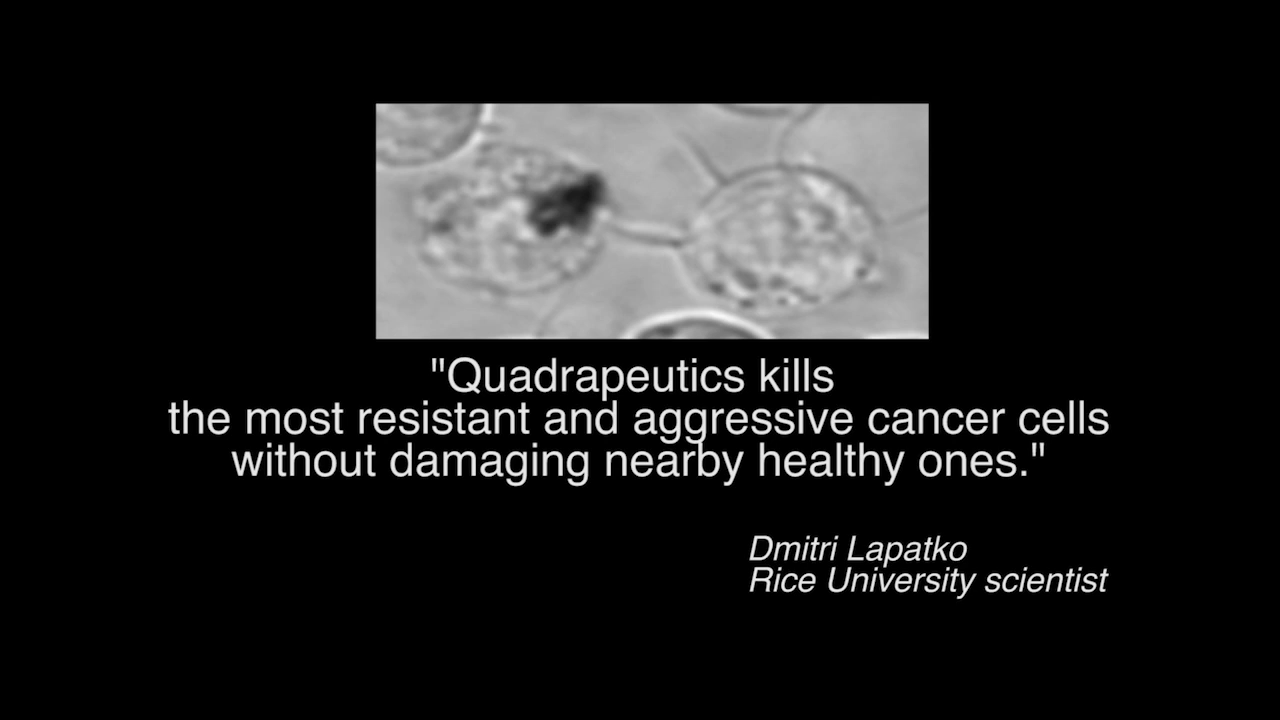 "Quadrapeutics kills
the most resistant and aggressive cancer cells
without damaging nearby healthy ones."
Dmitri Lapatko
Rice University scientist